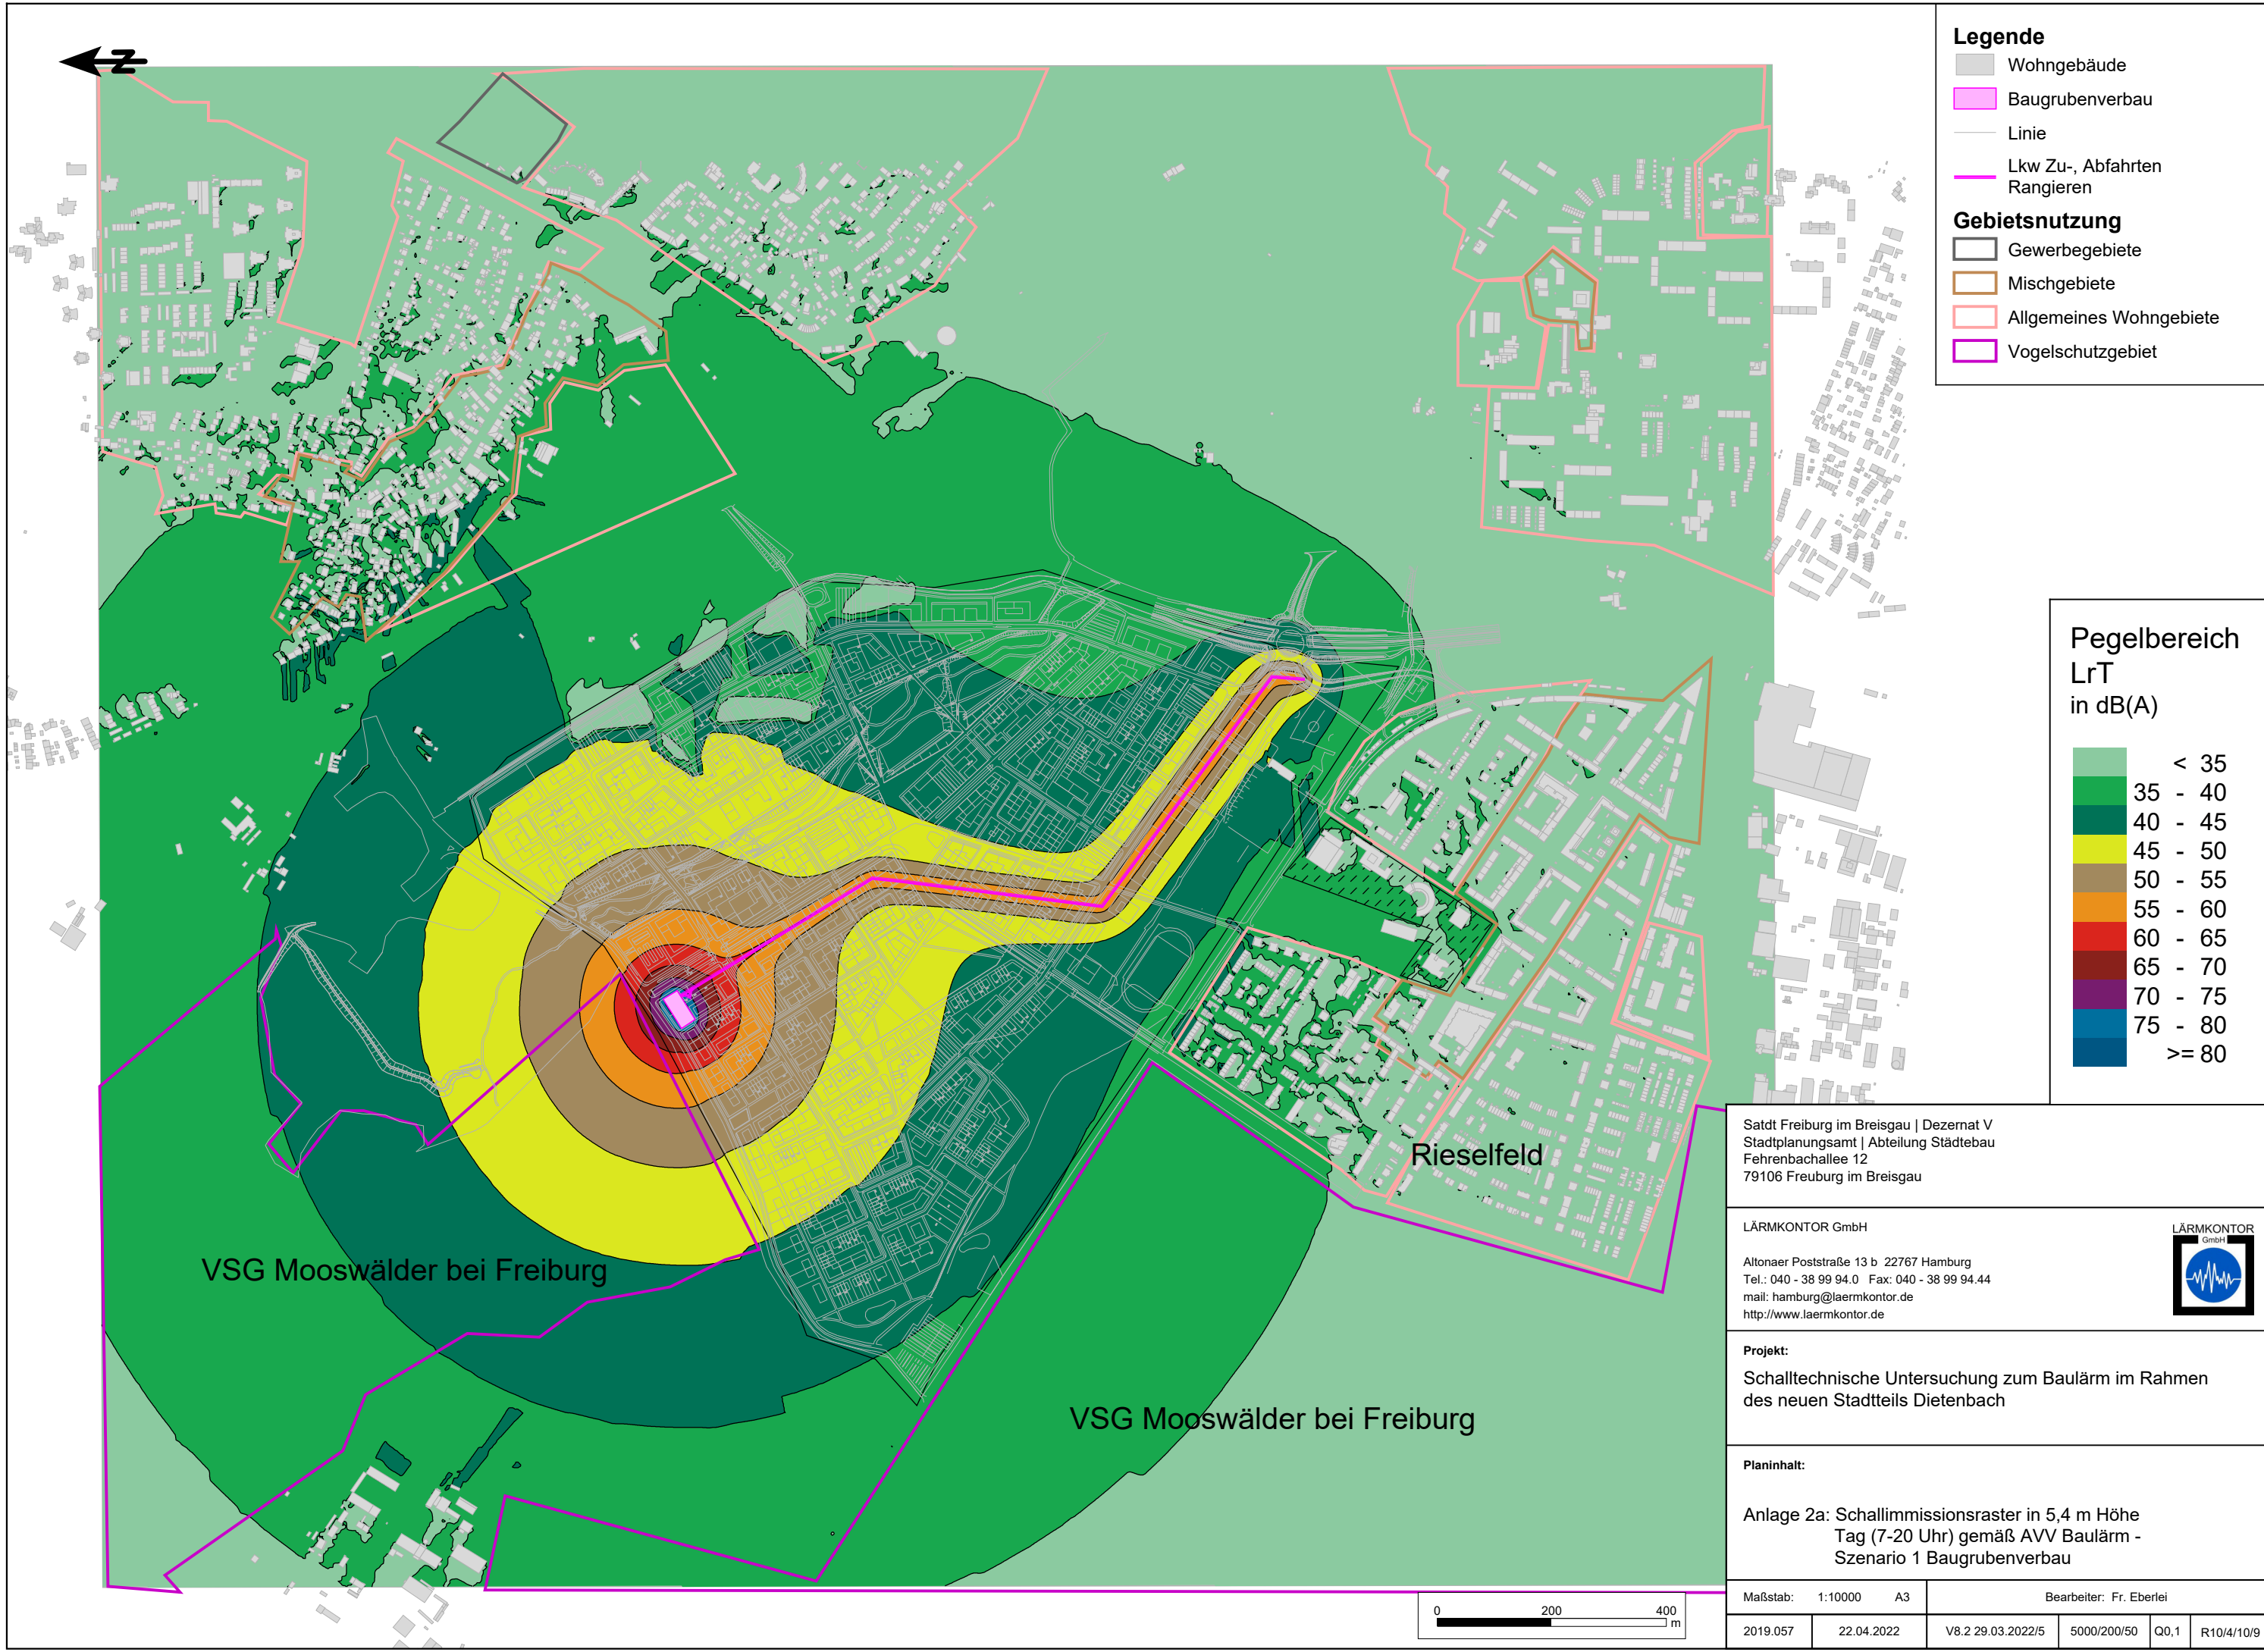 N
Legende
Wohngebäude
Baugrubenverbau
Linie
Lkw Zu-, Abfahrten
Rangieren
Gebietsnutzung
Gewerbegebiete
Mischgebiete
Allgemeines Wohngebiete
Vogelschutzgebiet
Pegelbereich
LrT
in dB(A)
< 35
35 - 40
40 - 45
45 - 50
50 - 55
55 - 60
60 - 65
65 - 70
70 - 75
75 - 80
>= 80
Rieselfeld
VSG Mooswälder bei Freiburg
VSG Mooswälder bei Freiburg
0 200 400
m
Satdt Freiburg im Breisgau | Dezernat V
Stadtplanungsamt | Abteilung Städtebau
Fehrenbachallee 12
79106 Freuburg im Breisgau
LÄRMKONTOR GmbH
Altonaer Poststraße 13 b 22767 Hamburg
Tel.: 040 - 38 99 94.0 Fax: 040 - 38 99 94.44
mail: hamburg@laermkontor.de
http://www.laermkontor.de
LÄRMKONTOR
GmbH
Projekt:
Schalltechnische Untersuchung zum Baulärm im Rahmen
des neuen Stadtteils Dietenbach
Planinhalt:
Anlage 2a: Schallimmissionsraster in 5,4 m Höhe
Tag (7-20 Uhr) gemäß AVV Baulärm -
Szenario 1 Baugrubenverbau
Maßstab: 1:10000 A3 Bearbeiter: Fr. Eberlei
2019.057 22.04.2022 V8.2 29.03.2022/5 5000/200/50 Q0,1 R10/4/10/9